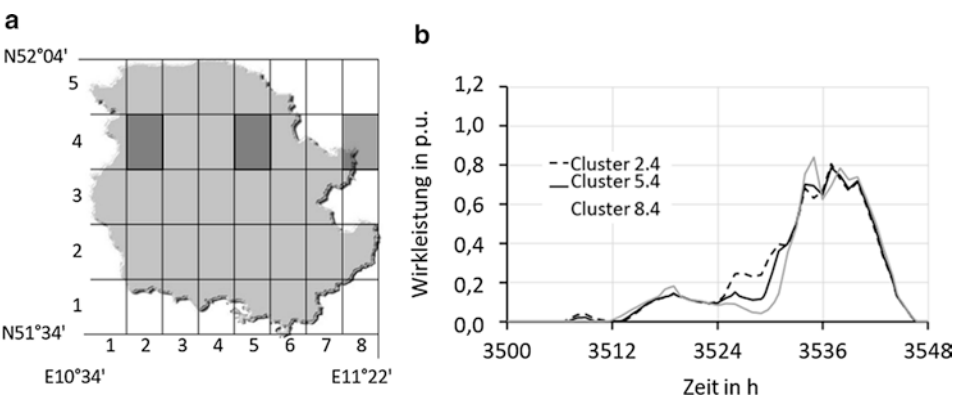 a
N52°04'
5
4
3
2
1
N51°34'
1 2 3 4 5 6 7 8
E10°34' E11°22'
b
Wirkleistung in p.u.
1,2
1,0
0,8
0,6
0,4
0,2
0,0
Cluster 2.4
Cluster 5.4
Cluster 8.4
3500 3512 3524 3536 3548
Zeit in h